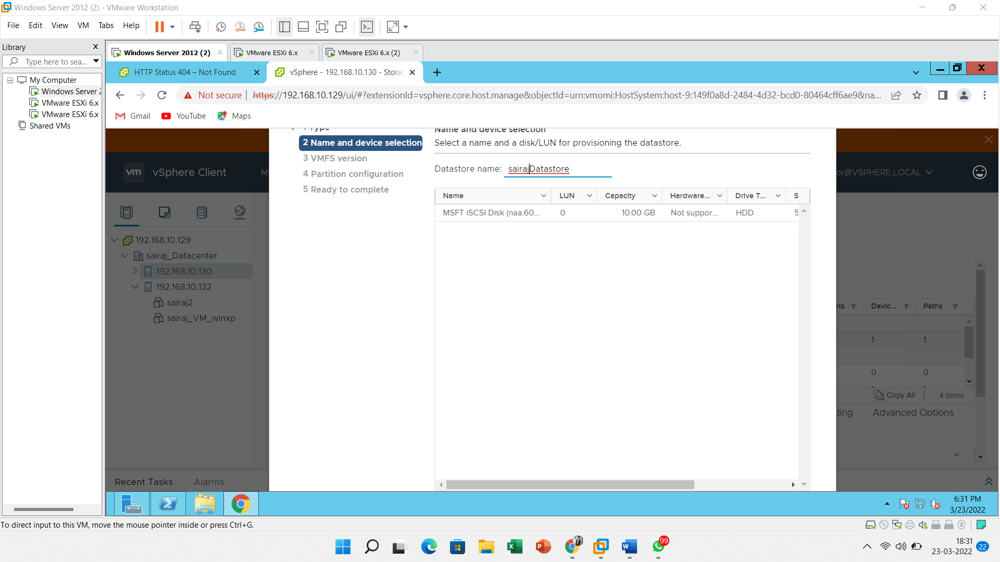 Windows Server 2012 (2) - VMware Workstation
File Edit View VM Tabs Help
Library
Type here to sea...
My Computer
Windows Server 2
VMware ESXi 6.x
VMware ESXi 6.x
Shared VMs
Windows Server 2012 (2)
VMware ESXi 6.x
VMware ESXi 6.x (2)
HTTP Status 404 – Not Found
vSphere - 192.168.10.130 - Stora
Not secure
https://192.168.10.129/ui/#?extensionId=vsphere.core.host.manage&objectId=urn:vmomi:HostSystem:host-9:149f0a8d-2484-4d32-bcd0-80464cff6ae9&na...
Gmail YouTube Maps
vm vSphere Client M
or@VSPHERE.LOCAL
192.168.10.129
sairaj_Datacenter
192.168.10.130
192.168.10.132
sairaj2
sairaj_VM_winxp
1 Type
2 Name and device selection
3 VMFS version
4 Partition configuration
5 Ready to complete
Name and device selection
Select a name and a disk/LUN for provisioning the datastore.
Datastore name: sairajDatastore
Name LUN Capacity Hardware... Drive T... S
MSFT iSCSI Disk (naa.60... 0 10.00 GB Not suppor... HDD 5
ets Devic... Paths
1 1
0 0
Copy All 4 items
ding Advanced Options
Recent Tasks Alarms
6:31 PM
3/23/2022
To direct input to this VM, move the mouse pointer inside or press Ctrl+G.
99
18:31
23-03-2022
22